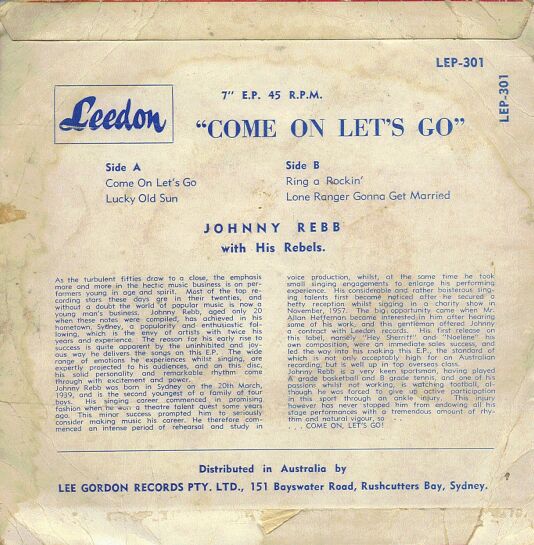 LEP-301
LEP-301
7" E.P. 45 R.P.M.
Leedon
"COME ON LET'S GO"
Side A
Come On Let's Go
Lucky Old Sun
Side B
Ring a Rockin'
Lone Ranger Gonna Get Married
JOHNNY REBB
with His Rebels.
As the turbulent fifties draw to a close, the emphasis
more and more in the hectic music business is on per-
formers young in age and spirit. Most of the top re-
cording stars these days are in their twenties, and
without a doubt the world of popular music is now a
young man's business. Johnny Rebb, aged only 20
when these notes were compiled, has achieved in his
hometown, Sydney, a popularity and enthusiastic fol-
lowing, which is the envy of artists with twice his
years and experience. The reason for his early rise to
success is quite apparent by the uninhibited and joy-
ous way he delivers the songs on this E.P. The wide
range of emotions he experiences whilst singing, are
expertly projected to his audiences, and on this disc,
his solid personality and remarkable rhythm come
through with excitement and power.
Johnny Rebb was born in Sydney on the 20th March,
1939, and is the second youngest of a family of four
boys. His singing career commenced in promising
fashion when he won a theatre talent quest some years
ago. This minor success prompted him to seriously
consider making music his career. He therefore com-
menced an intense period of rehearsal and study in
voice production, whilst, at the same time he took
small singing engagements to enlarge his performing
experience. His considerable and rather boisterous sing-
ing talents first became noticed after he secured a
hefty reception whilst singing in a charity show in
November, 1957. The big opportunity came when Mr.
Allan Heffernan became interested in him after hearing
some of his work, and this gentleman offered Johnny
a contract with Leedon records. His first release on
this label, namely "Hey Sherriff" and "Noelene" his
own composition, were an immediate sales success, and
led the way into his making this E.P., the standard of
which is not only acceptably high for an Australian
recording, but is well up in top overseas class.
Johnny Rebb is a very keen sportsman, having played
A grade basketball and B grade tennis, and one of his
passions whilst not working, is watching football, al-
though he was forced to give up active participation
in this sport through an ankle injury. This injury
however has never stopped him from endowing all his
stage performances with a tremendous amount of rhy-
thm and natural vigour, so . . .
. . . COME ON, LET'S GO!
Distributed in Australia by
LEE GORDON RECORDS PTY. LTD., 151 Bayswater Road, Rushcutters Bay, Sydney.